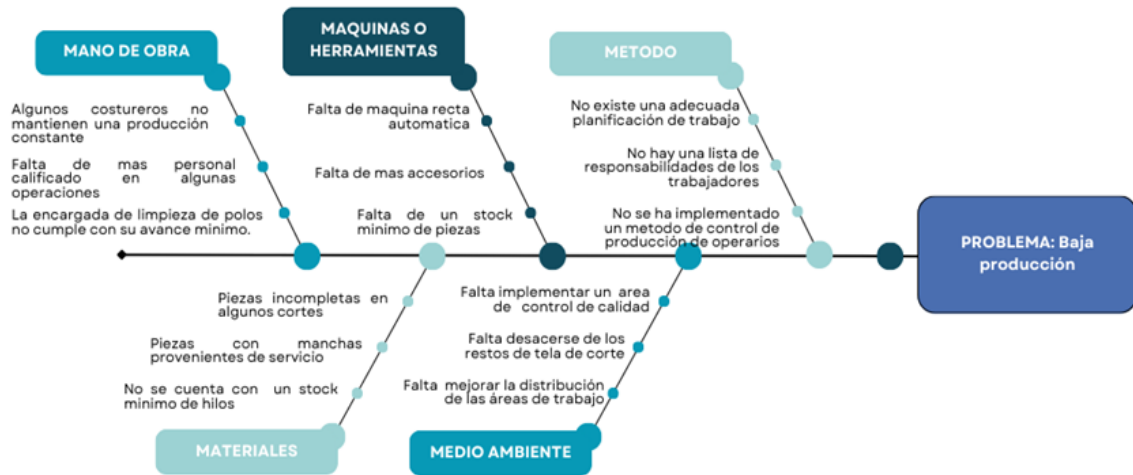 MANO DE OBRA
Algunos costureros no
mantienen una producción
constante
Falta de mas personal
calificado en algunas
operaciones
La encargada de limpieza de polos
no cumple con su avance minimo.
MAQUINAS O
HERRAMIENTAS
Falta de maquina recta
automatica
Falta de mas accesorios
Falta de un stock
minimo de piezas
METODO
No existe una adecuada
planificación de trabajo
No hay una lista de
responsabilidades de los
trabajadores
No se ha implementado
un metodo de control de
producción de operarios
PROBLEMA: Baja
producción
Piezas incompletas en
algunos cortes
Piezas con manchas
provenientes de servicio
No se cuenta con un stock
minimo de hilos
MATERIALES
Falta implementar un area
de control de calidad
Falta desacerse de los
restos de tela de corte
Falta mejorar la distribución
de las áreas de trabajo
MEDIO AMBIENTE